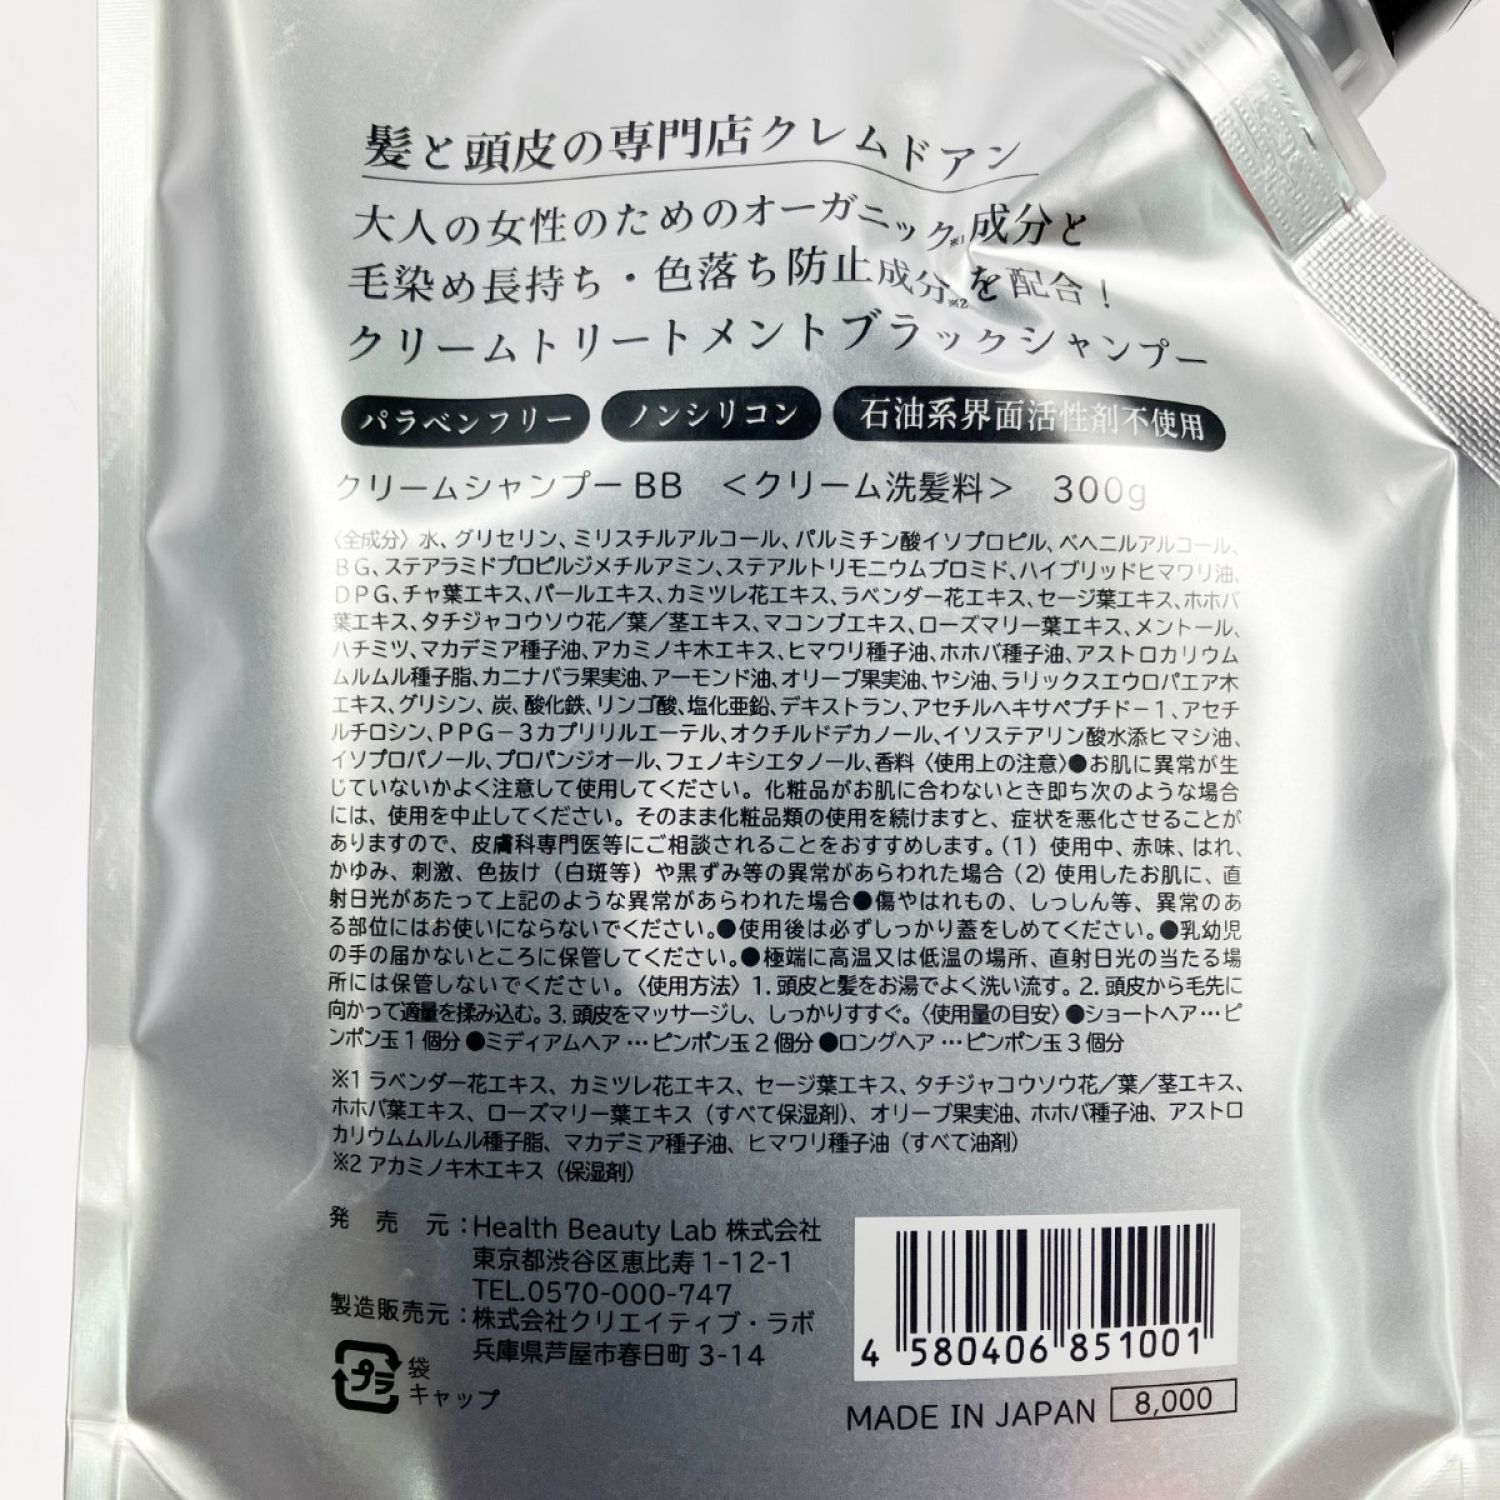 髪と頭皮の専門店クレムドアン
大人の女性のためのオーガニック※1成分と
毛染め長持ち・色落ち防止成分※2を配合！
クリームトリートメントブラックシャンプー
パラベンフリー ノンシリコン 石油系界面活性剤不使用
クリームシャンプーBB ＜クリーム洗髪料＞ 300g
〈全成分〉水、グリセリン、ミリスチルアルコール、パルミチン酸イソプロピル、ベヘニルアルコール、
BG、ステアラミドプロピルジメチルアミン、ステアルトリモニウムブロミド、ハイブリッドヒマワリ油、
DPG、チャ葉エキス、パールエキス、カミツレ花エキス、ラベンダー花エキス、セージ葉エキス、ホホバ
葉エキス、タチジャコウソウ花／葉／茎エキス、マコンブエキス、ローズマリー葉エキス、メントール、
ハチミツ、マカデミア種子油、アカミノキ木エキス、ヒマワリ種子油、ホホバ種子油、アストロカリウム
ムルムル種子脂、カニナバラ果実油、アーモンド油、オリーブ果実油、ヤシ油、ラリックスエウロパエア木
エキス、グリシン、炭、酸化鉄、リンゴ酸、塩化亜鉛、デキストラン、アセチルヘキサペプチド－1、アセチ
ルチロシン、PPG－3カプリリルエーテル、オクチルドデカノール、イソステアリン酸水添ヒマシ油、
イソプロパノール、プロパンジオール、フェノキシエタノール、香料〈使用上の注意〉●お肌に異常が生
じていないかよく注意して使用してください。化粧品がお肌に合わないとき即ち次のような場合
には、使用を中止してください。そのまま化粧品類の使用を続けますと、症状を悪化させることが
ありますので、皮膚科専門医等にご相談されることをおすすめします。（1）使用中、赤味、はれ、
かゆみ、刺激、色抜け（白斑等）や黒ずみ等の異常があらわれた場合（2）使用したお肌に、直
射日光があたって上記のような異常があらわれた場合●傷やはれもの、しっしん等、異常のあ
る部位にはお使いにならないでください。●使用後は必ずしっかり蓋をしめてください。●乳幼児
の手の届かないところに保管してください。●極端に高温又は低温の場所、直射日光の当たる場
所には保管しないでください。〈使用方法〉1.頭皮と髪をお湯でよく洗い流す。2.頭皮から毛先に
向かって適量を揉み込む。3.頭皮をマッサージし、しっかりすすぐ。〈使用量の目安〉●ショートヘア…ピ
ンポン玉1個分●ミディアムヘア…ピンポン玉2個分●ロングヘア…ピンポン玉3個分
※1 ラベンダー花エキス、カミツレ花エキス、セージ葉エキス、タチジャコウソウ花／葉／茎エキス、
ホホバ葉エキス、ローズマリー葉エキス（すべて保湿剤）、オリーブ果実油、ホホバ種子油、アストロ
カリウムムルムル種子脂、マカデミア種子油、ヒマワリ種子油（すべて油剤）
※2 アカミノキ木エキス（保湿剤）
発売元：Health Beauty Lab 株式会社
東京都渋谷区恵比寿1-12-1
TEL.0570-000-747
製造販売元：株式会社クリエイティブ・ラボ
兵庫県芦屋市春日町 3-14
プラ 袋
キャップ
4 580406 851001
MADE IN JAPAN 8,000